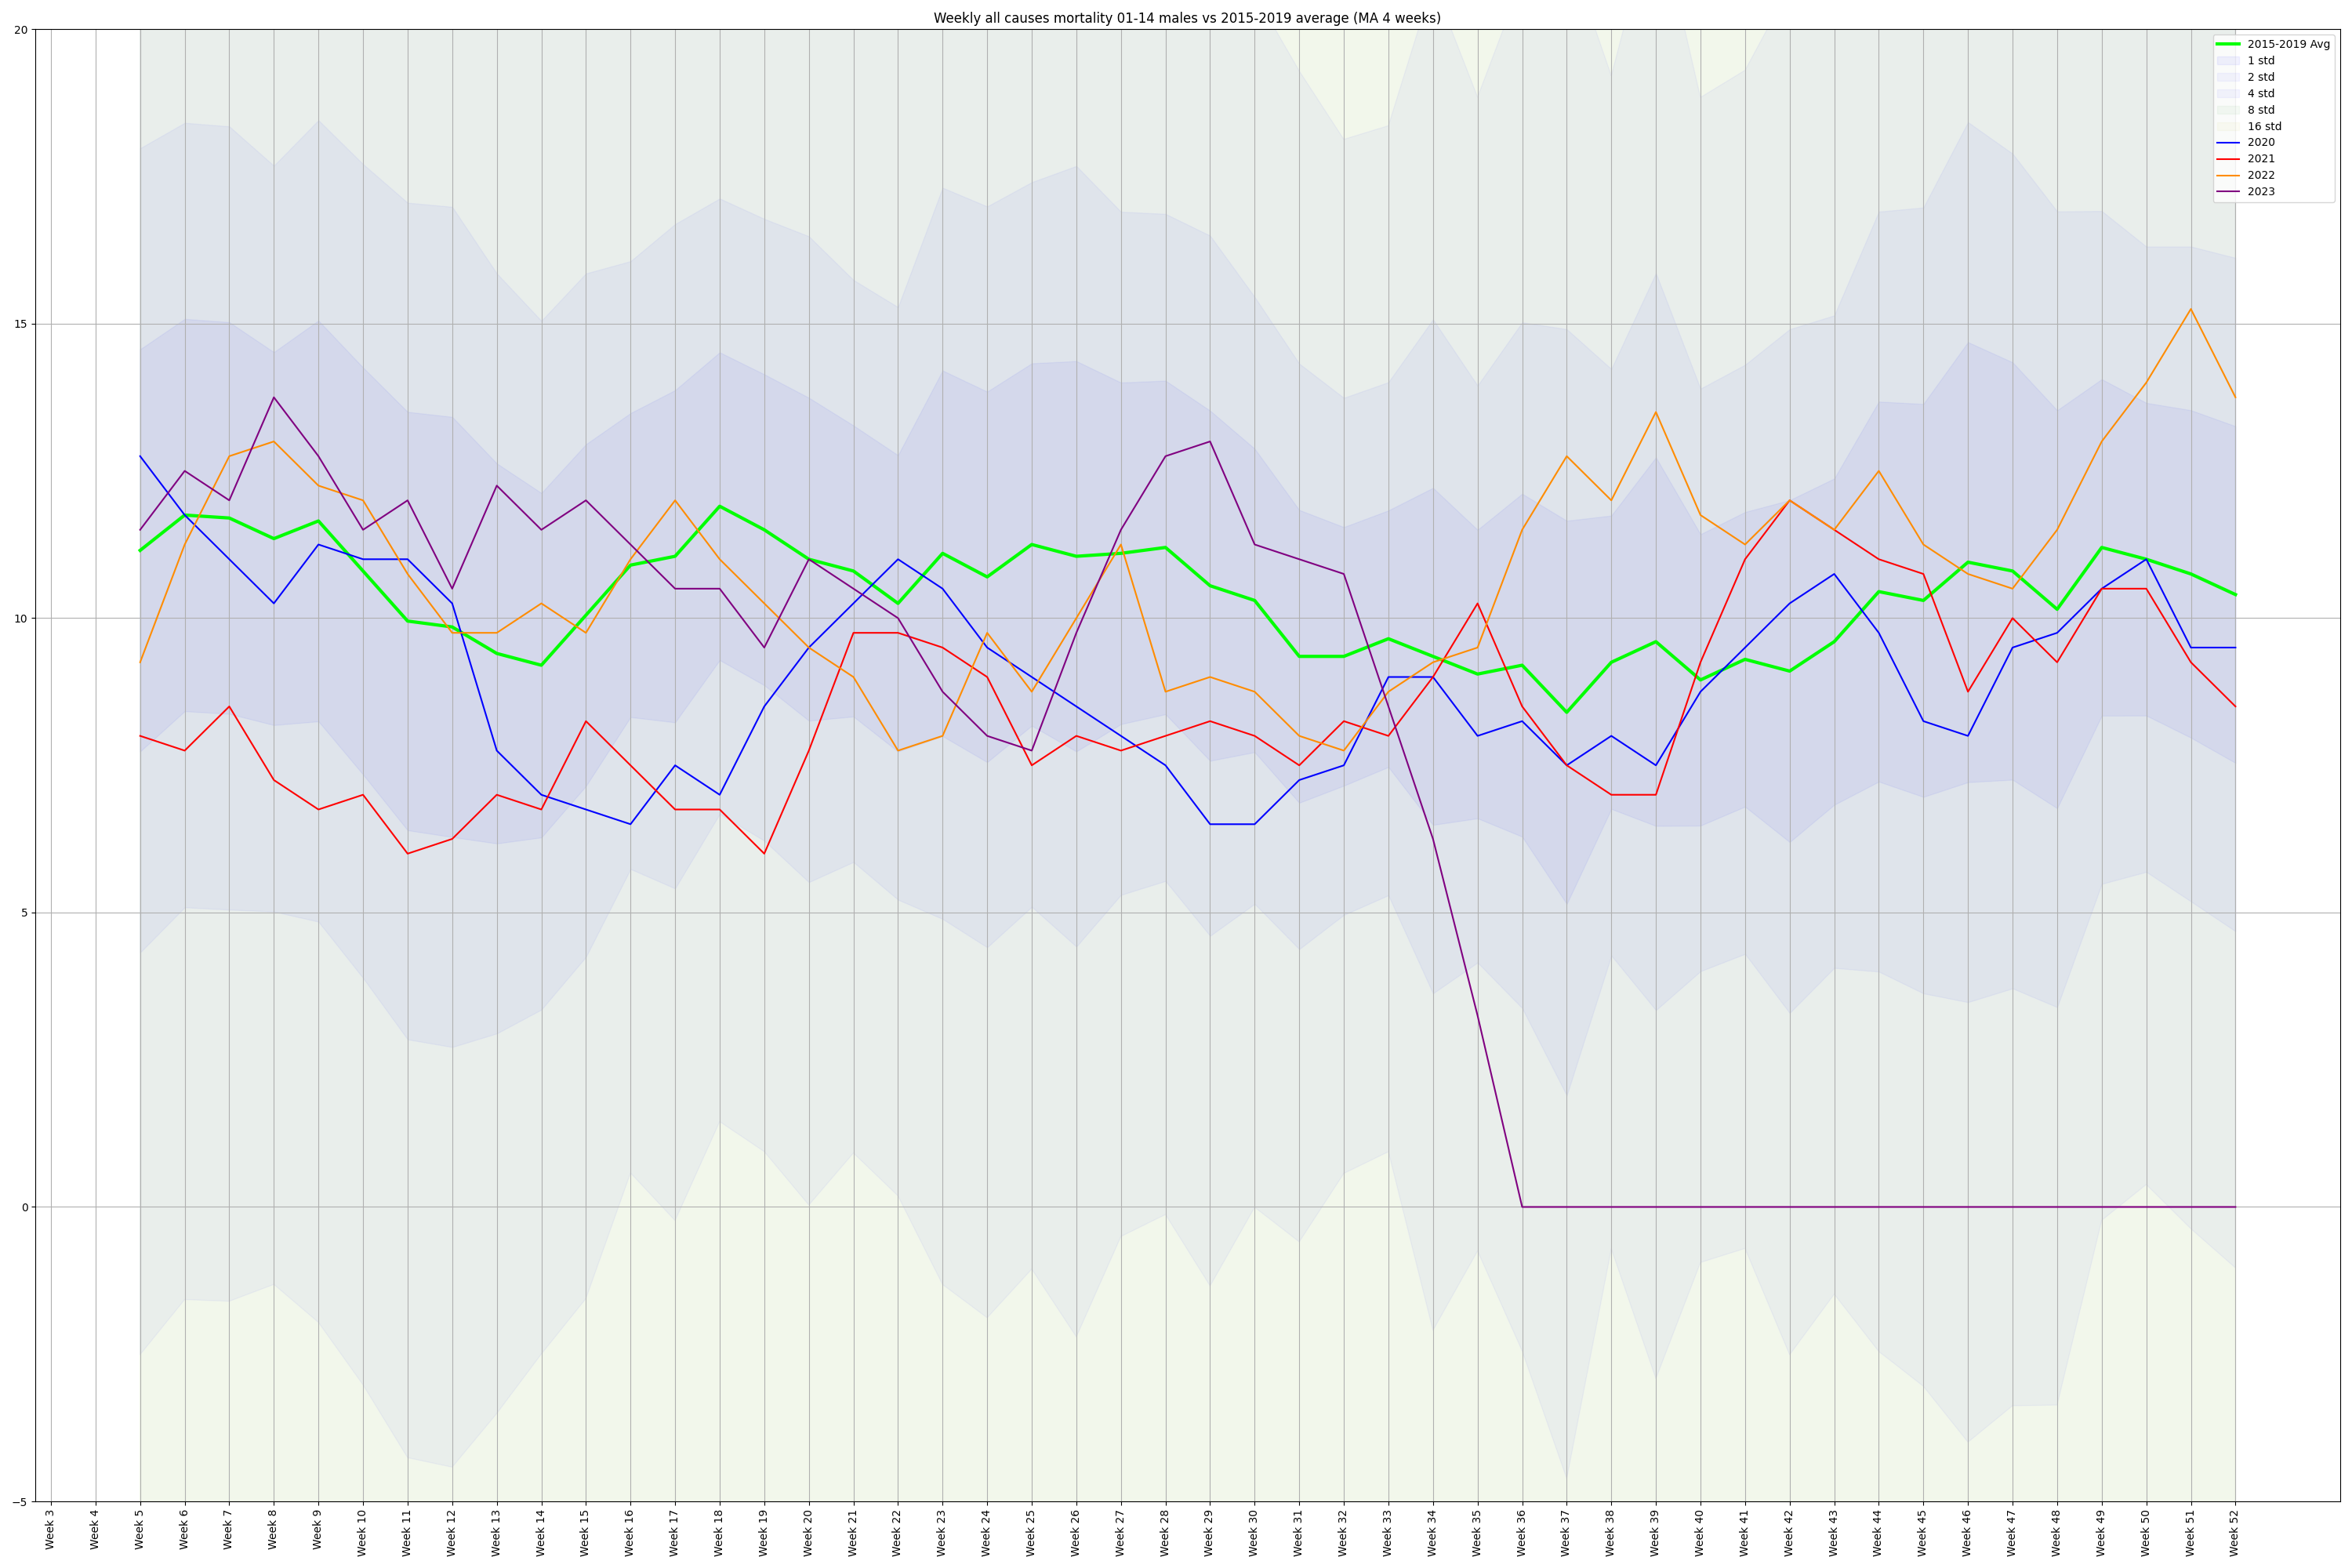 Weekly all causes mortality 01-14 males vs 2015-2019 average (MA 4 weeks)
20
15
10
5
0
−5
2015-2019 Avg
1 std
2 std
4 std
8 std
16 std
2020
2021
2022
2023
Week 3
Week 4
Week 5
Week 6
Week 7
Week 8
Week 9
Week 10
Week 11
Week 12
Week 13
Week 14
Week 15
Week 16
Week 17
Week 18
Week 19
Week 20
Week 21
Week 22
Week 23
Week 24
Week 25
Week 26
Week 27
Week 28
Week 29
Week 30
Week 31
Week 32
Week 33
Week 34
Week 35
Week 36
Week 37
Week 38
Week 39
Week 40
Week 41
Week 42
Week 43
Week 44
Week 45
Week 46
Week 47
Week 48
Week 49
Week 50
Week 51
Week 52